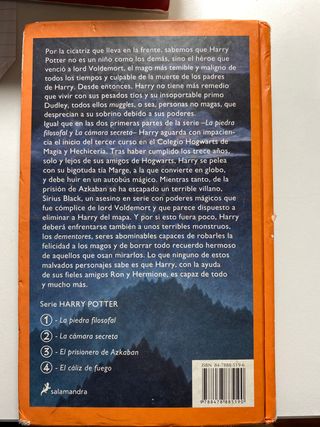 Por la cicatriz que lleva en la frente, sabemos que Harry
Potter no es un niño como los demás, sino el héroe que
venció a lord Voldemort, el mago más temible y maligno de
todos los tiempos y culpable de la muerte de los padres
de Harry. Desde entonces, Harry no tiene más remedio
que vivir con sus pesados tíos y su insoportable primo
Dudley, todos ellos muggles, o sea, personas no magas, que
desprecian a su sobrino debido a sus poderes.
Igual que en las dos primeras partes de la serie –La piedra
filosofal y La cámara secreta– Harry aguarda con impacien-
cia el inicio del tercer curso en el Colegio Hogwarts de
Magia y Hechicería. Tras haber cumplido los trece años,
solo y lejos de sus amigos de Hogwarts, Harry se pelea
con su bigotuda tía Marge, a la que convierte en globo,
y debe huir en un autobús mágico. Mientras tanto, de la
prisión de Azkaban se ha escapado un terrible villano,
Sirius Black, un asesino en serie con poderes mágicos que
fue cómplice de lord Voldemort y que parece dispuesto a
eliminar a Harry del mapa. Y por si esto fuera poco, Harry
deberá enfrentarse también a unos terribles monstruos,
los dementores, seres abominables capaces de robarles la
felicidad a los magos y de borrar todo recuerdo hermoso
de aquellos que osan mirarlos. Lo que ninguno de estos
malvados personajes sabe es que Harry, con la ayuda
de sus fieles amigos Ron y Hermione, es capaz de todo
y mucho más.
Serie HARRY POTTER
1 - La piedra filosofal
2 - La cámara secreta
3 - El prisionero de Azkaban
4 - El cáliz de fuego
salamandra
ISBN 84-7888-519-6
9 788478 885190